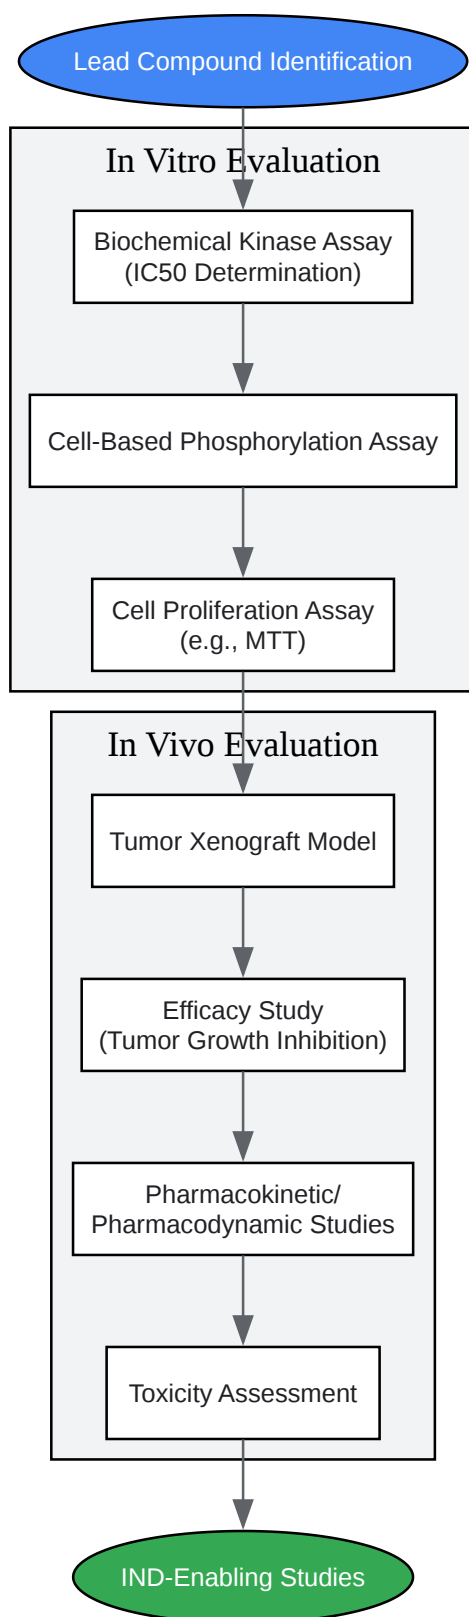 Lead Compound Identification
In Vitro Evaluation
Biochemical Kinase Assay
(IC50 Determination)
Cell-Based Phosphorylation Assay
Cell Proliferation Assay
(e.g., MTT)
In Vivo Evaluation
Tumor Xenograft Model
Efficacy Study
(Tumor Growth Inhibition)
Pharmacokinetic/
Pharmacodynamic Studies
Toxicity Assessment
IND-Enabling Studies